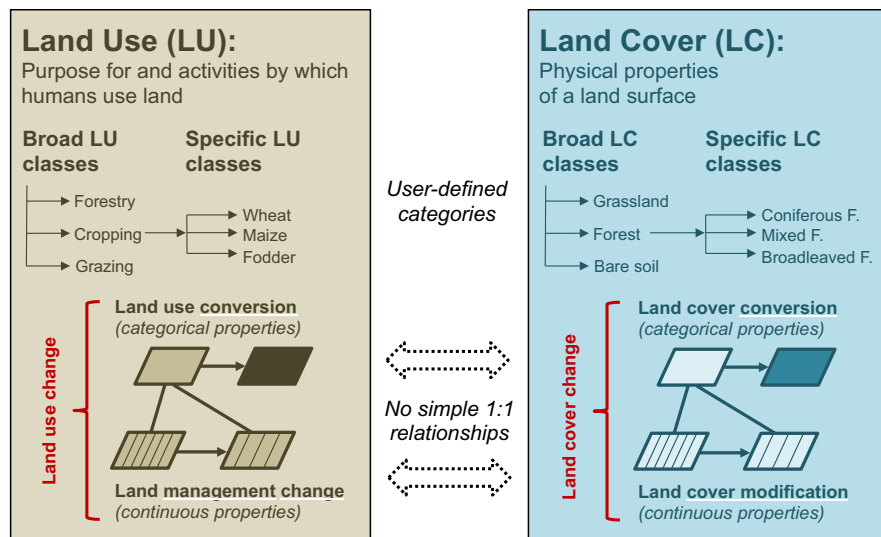 Land Use (LU):
Purpose for and activities by which
humans use land
Broad LU
classes
Specific LU
classes
Forestry
Cropping
Grazing
Wheat
Maize
Fodder
Land use change
Land use conversion
(categorical properties)
Land management change
(continuous properties)
User-defined
categories
No simple 1:1
relationships
Land Cover (LC):
Physical properties
of a land surface
Broad LC
classes
Specific LC
classes
Grassland
Forest
Bare soil
Coniferous F.
Mixed F.
Broadleaved F.
Land cover change
Land cover conversion
(categorical properties)
Land cover modification
(continuous properties)